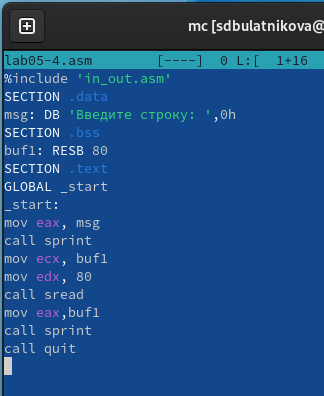 mc [sdbulatnikova@
lab05-4.asm [----] 0 L:[ 1+16
%include 'in_out.asm'
SECTION .data
msg: DB 'Введите строку: ',0h
SECTION .bss
buf1: RESB 80
SECTION .text
GLOBAL _start
_start:
mov eax, msg
call sprint
mov ecx, buf1
mov edx, 80
call sread
mov eax,buf1
call sprint
call quit